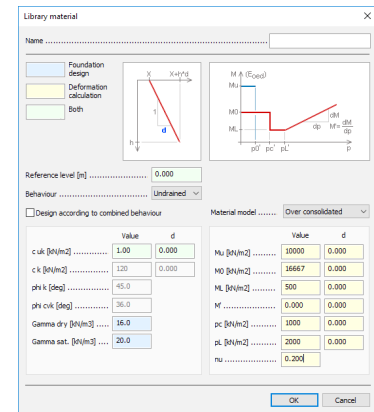 Library material
Name
Foundation design
Deformation calculation
Both
X X+h*d
1
d
h
M ∧ (Eoed)
Mu
M0
ML
dM
dp M'= dM/dp
p0' pc' pL' p
Reference level [m] 0.000
Behaviour Undrained
Design according to combined behaviour
Material model Over consolidated
Value d
c uk [kN/m2] 1.00 0.000
c k [kN/m2] 120 0.000
phi k [deg] 45.0
phi cvk [deg] 36.0
Gamma dry [kN/m3] 16.0
Gamma sat. [kN/m3] 20.0
Value d
Mu [kN/m2] 10000 0.000
M0 [kN/m2] 16667 0.000
ML [kN/m2] 500 0.000
M' 0.000 0.000
pc [kN/m2] 1000 0.000
pL [kN/m2] 2000 0.000
nu 0.200
OK Cancel